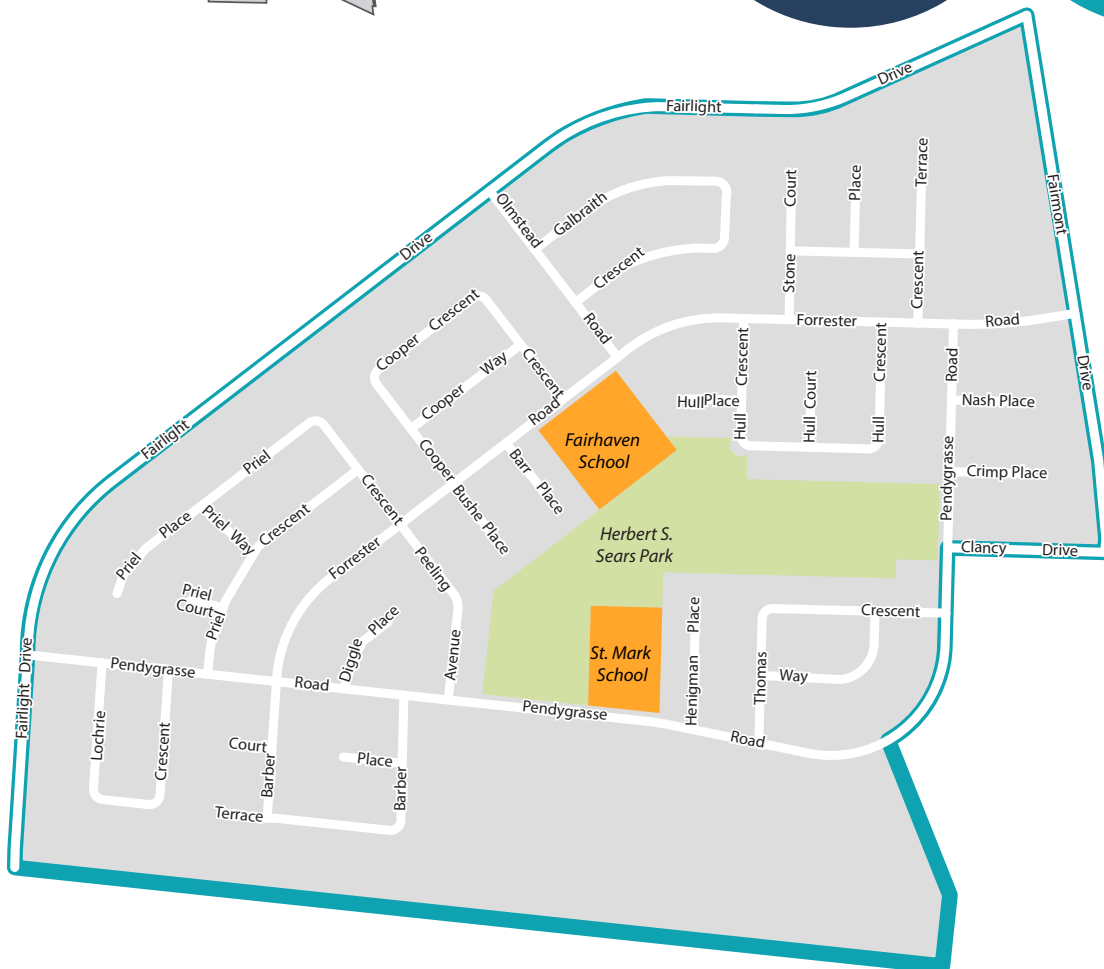 Drive
Fairlight
Terrace
Court
Place
Fairmont
Olmstead
Galbraith
Drive
Crescent
Stone
Crescent
Forrester
Road
Road
Cooper
Crescent
Crescent
Crescent
Road
Drive
Cooper
Way
Crescent
Hull
Place
Hull
Court
Nash Place
Road
Hull
Hull
Fairlight
Fairhaven
School
Priel
Cooper
Barr
Place
Crescent
Pendygrasse
Crimp Place
Place
Priel
Way
Crescent
Bushe
Place
Herbert S.
Sears Park
Clancy
Drive
Priel
Forrester
Peeling
Priel
Court
Priel
Diggle
Place
Place
Crescent
Fairlight
Drive
Pendygrasse
Road
Avenue
St. Mark
School
Henigman
Thomas
Way
Pendygrasse
Road
Lochrie
Crescent
Court
Barber
Place
Barber
Terrace